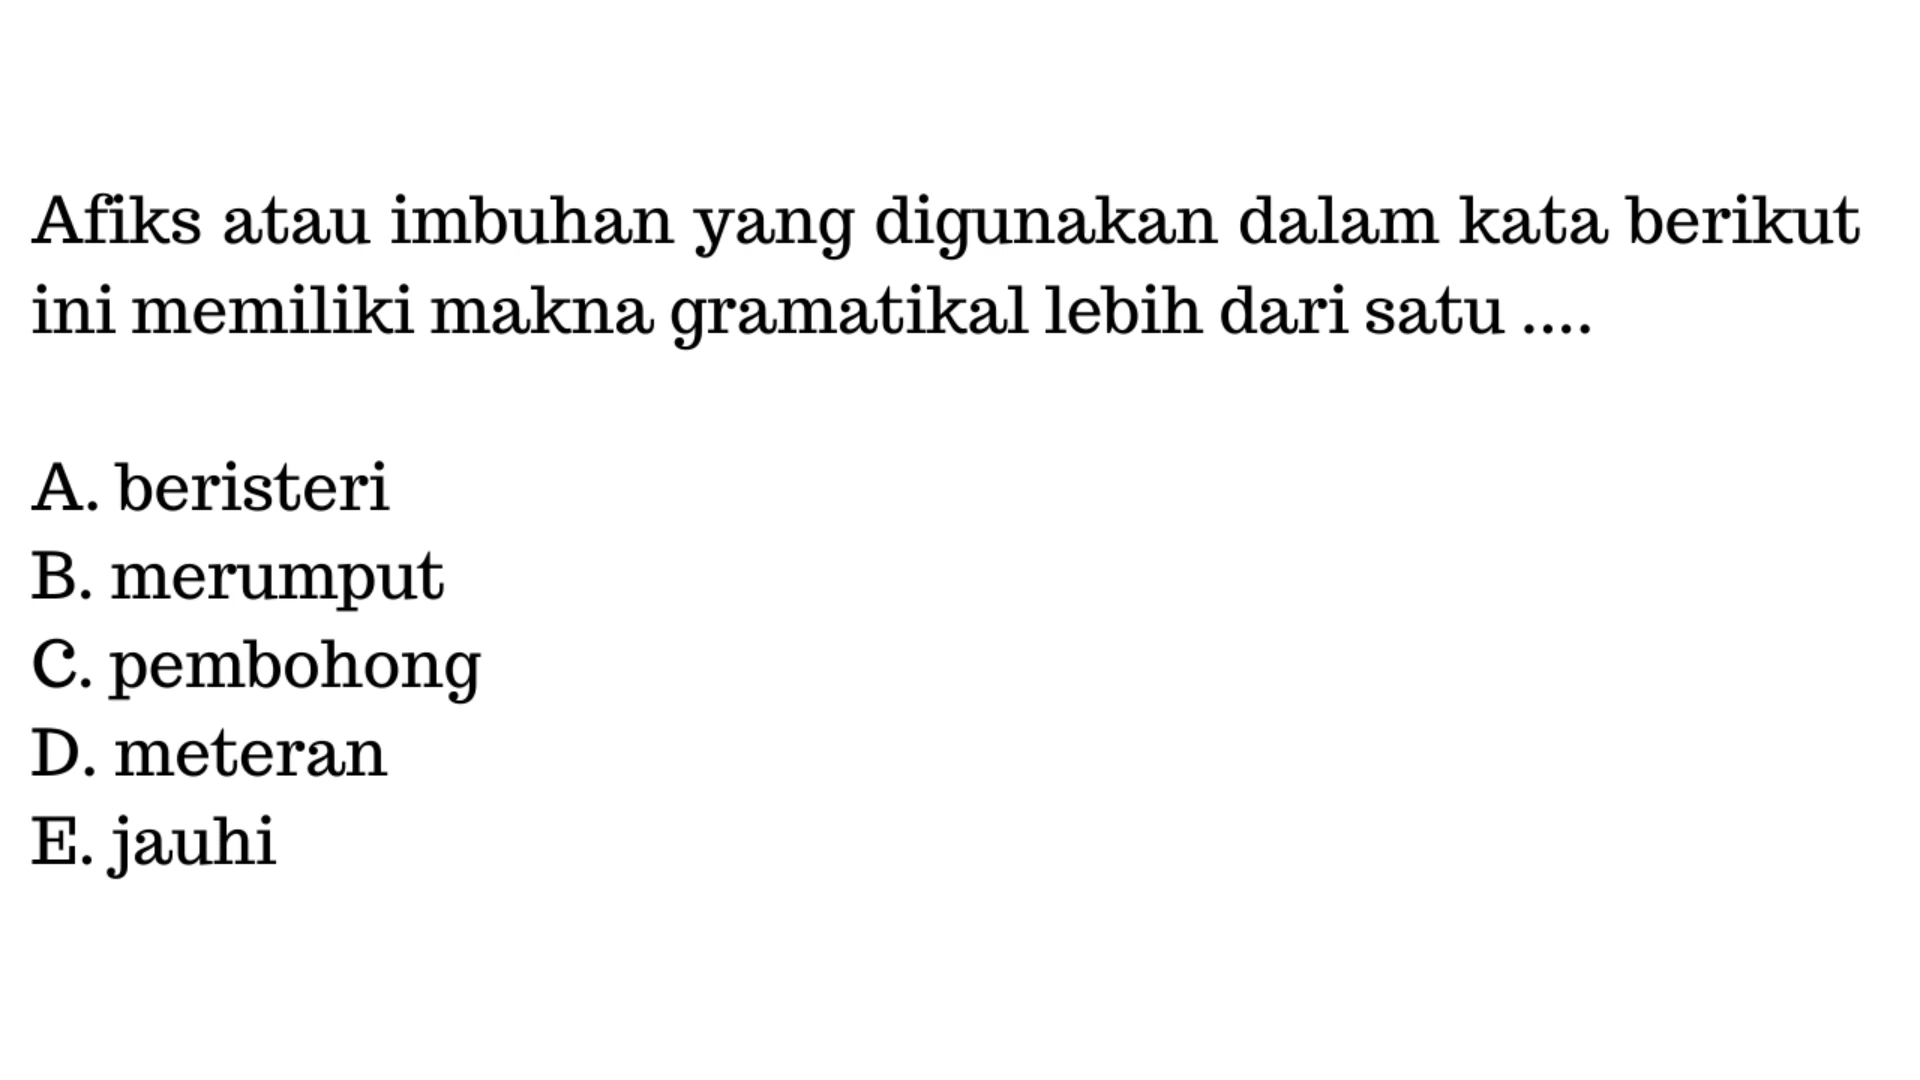 Afiks atau imbuhan yang digunakan dalam kata berikut
ini memiliki makna gramatikal lebih dari satu ....
A. beristeri
B. merumput
C. pembohong
D. meteran
E. jauhi